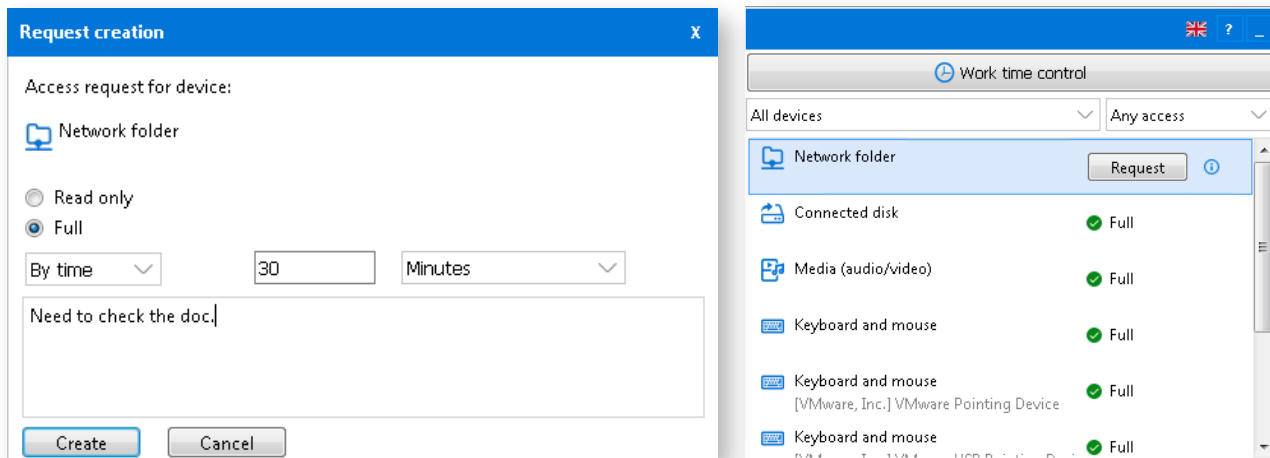 Request creation
X
Access request for device:
Network folder
Read only
Full
By time
30
Minutes
Need to check the doc.
Create
Cancel
?
_
Work time control
All devices
Any access
Network folder
Request
Connected disk
Full
Media (audio/video)
Full
Keyboard and mouse
Full
Keyboard and mouse
Full
[VMware, Inc.] VMware Pointing Device
Keyboard and mouse
Full